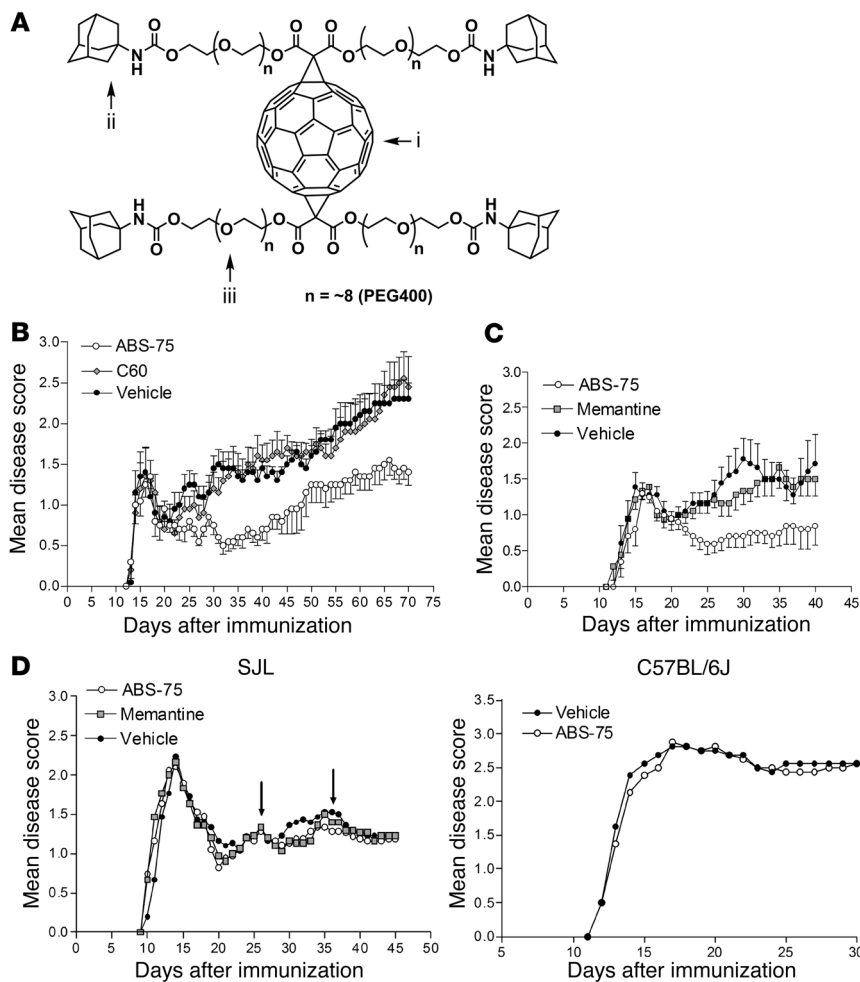 A
O O O O O O
N H O O n O O n O N H
ii
i
N H O O n O O n O N H
O O O O
iii
n = ~8 (PEG400)
B
ABS-75
C60
Vehicle
Mean disease score
3.0
2.5
2.0
1.5
1.0
0.5
0.0
0 5 10 15 20 25 30 35 40 45 50 55 60 65 70 75
Days after immunization
C
ABS-75
Memantine
Vehicle
Mean disease score
3.0
2.5
2.0
1.5
1.0
0.5
0.0
0 5 10 15 20 25 30 35 40 45
Days after immunization
D
SJL
ABS-75
Memantine
Vehicle
Mean disease score
3.0
2.5
2.0
1.5
1.0
0.5
0.0
0 5 10 15 20 25 30 35 40 45 50
Days after immunization
C57BL/6J
Vehicle
ABS-75
Mean disease score
3.5
3.0
2.5
2.0
1.5
1.0
0.5
0.0
5 10 15 20 25 30
Days after immunization